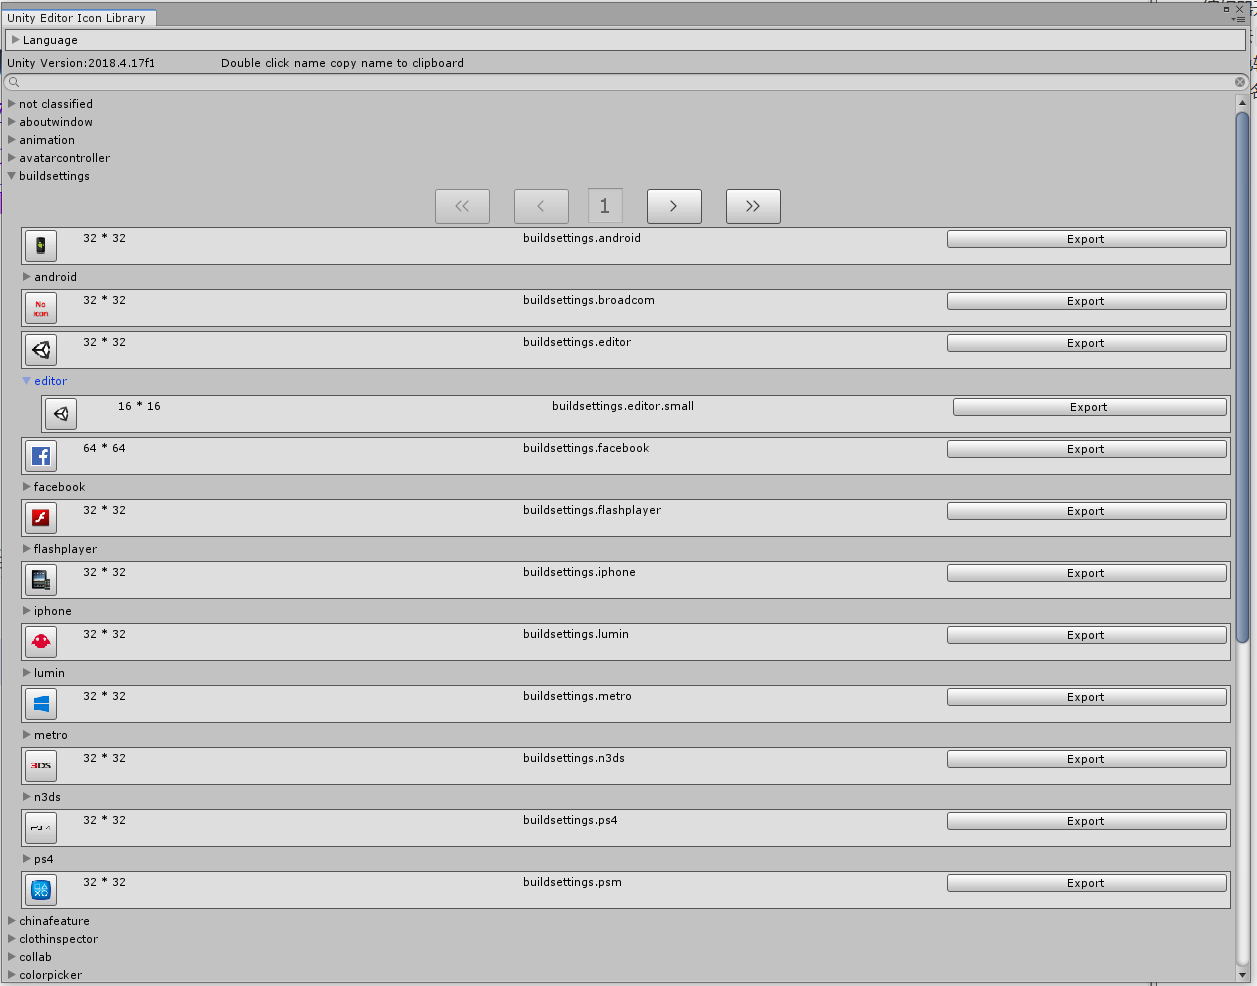 Unity Editor Icon Library
Language
Unity Version:2018.4.17f1 Double click name copy name to clipboard
not classified
aboutwindow
animation
avatarcontroller
buildsettings
<< < 1 > >>
32 * 32 buildsettings.android Export
android
No icon 32 * 32 buildsettings.broadcom Export
32 * 32 buildsettings.editor Export
editor
16 * 16 buildsettings.editor.small Export
64 * 64 buildsettings.facebook Export
facebook
32 * 32 buildsettings.flashplayer Export
flashplayer
32 * 32 buildsettings.iphone Export
iphone
32 * 32 buildsettings.lumin Export
lumin
32 * 32 buildsettings.metro Export
metro
3DS 32 * 32 buildsettings.n3ds Export
n3ds
32 * 32 buildsettings.ps4 Export
ps4
32 * 32 buildsettings.psm Export
chinafeature
clothinspector
collab
colorpicker